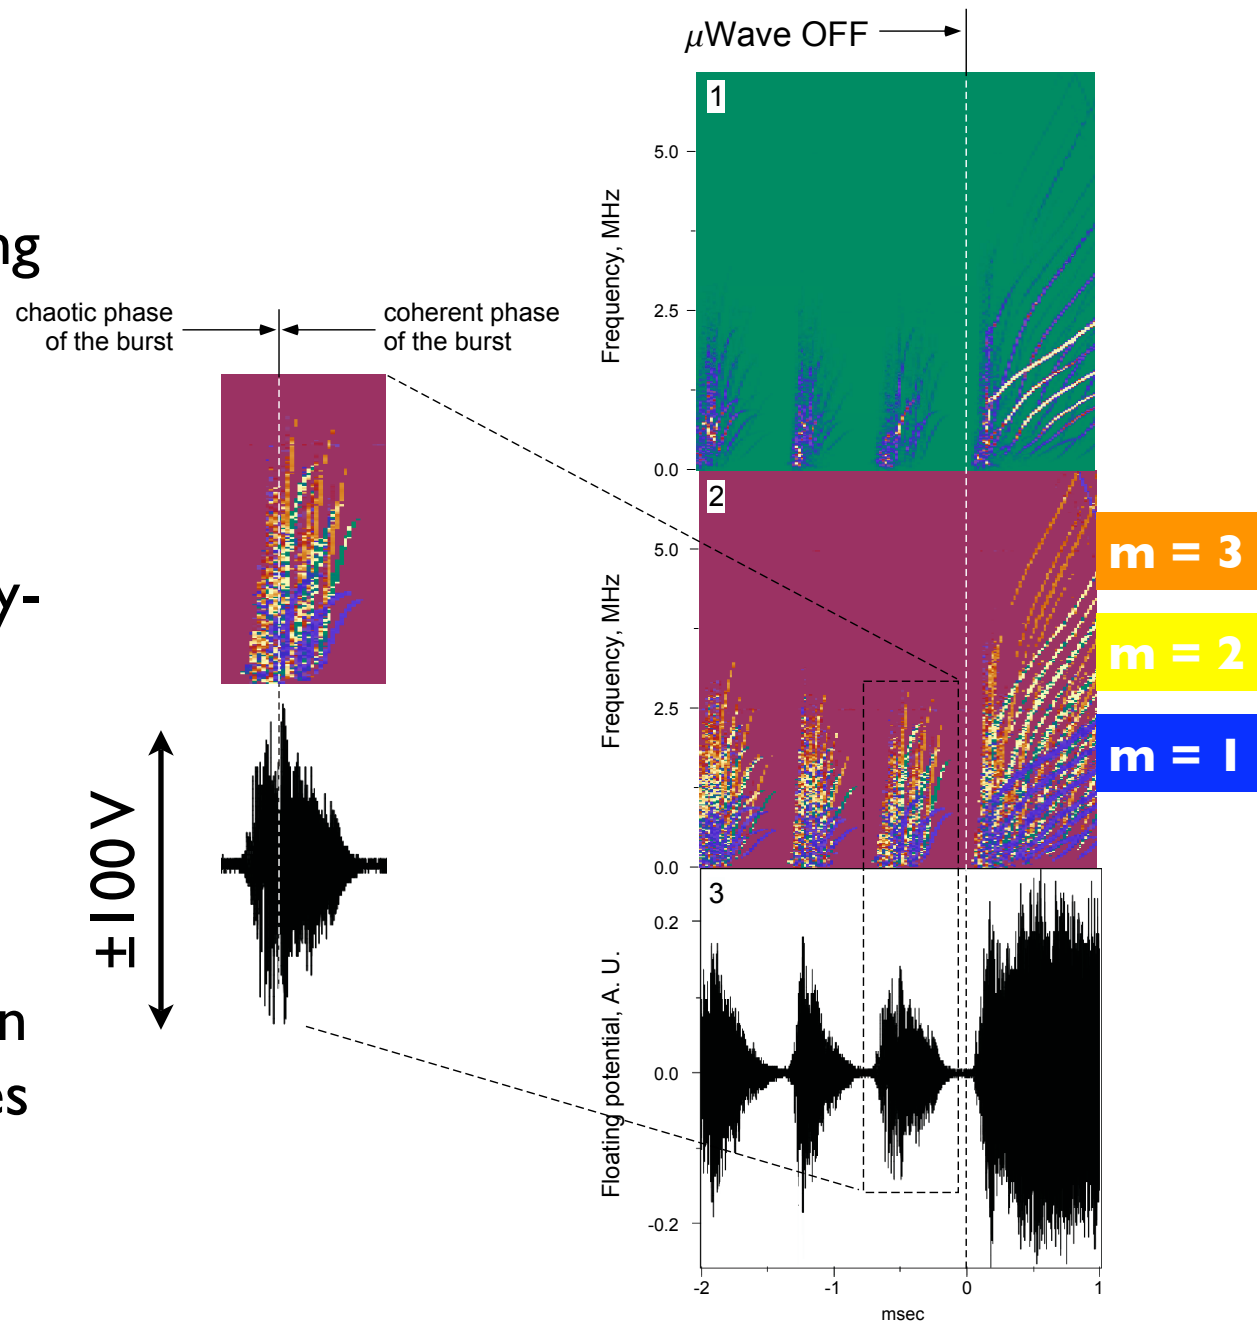 μWave OFF
ng
chaotic phase
of the burst
coherent phase
of the burst
y-
±100 V
n
es
1
5.0
2.5
0.0
Frequency, MHz
2
5.0
2.5
0.0
Frequency, MHz
m = 3
m = 2
m = 1
3
0.2
0.0
-0.2
Floating potential, A. U.
-2
-1
0
1
msec